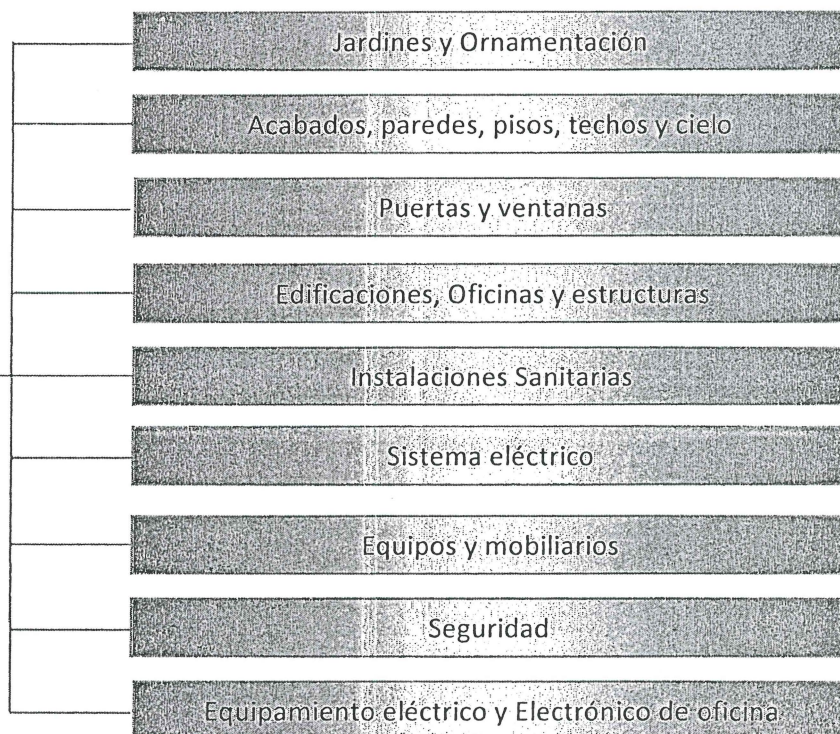 Jardines y Ornamentación
Acabados, paredes, pisos, techos y cielo
Puertas y ventanas
Edificaciones, Oficinas y estructuras
Instalaciones Sanitarias
Sistema eléctrico
Equipos y mobiliarios
Seguridad
Equipamiento eléctrico y Electrónico de oficina